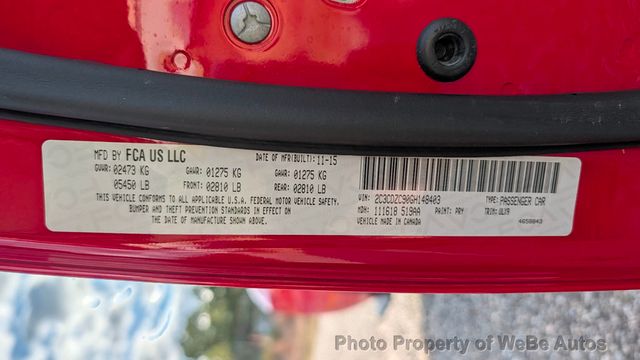 MFD BY FCA US LLC DATE OF MFR(BUILT):11-15
GVWR: 02473 KG GAWR: 01275 KG GAWR: 01275 KG
05450 LB FRONT: 02810 LB REAR: 02810 LB
THIS VEHICLE CONFORMS TO ALL APPLICABLE U.S.A. FEDERAL MOTOR VEHICLE SAFETY,
BUMPER AND THEFT PREVENTION STANDARDS IN EFFECT ON
THE DATE OF MANUFACTURE SHOWN ABOVE.
VIN: 2C3CDZC90GH148403 TYPE: PASSENGER CAR
MDH: 111618 519AA PAINT: PRY TRIM: ULX9
VEHICLE MADE IN CANADA 4658843
Photo Property of WeBe Autos